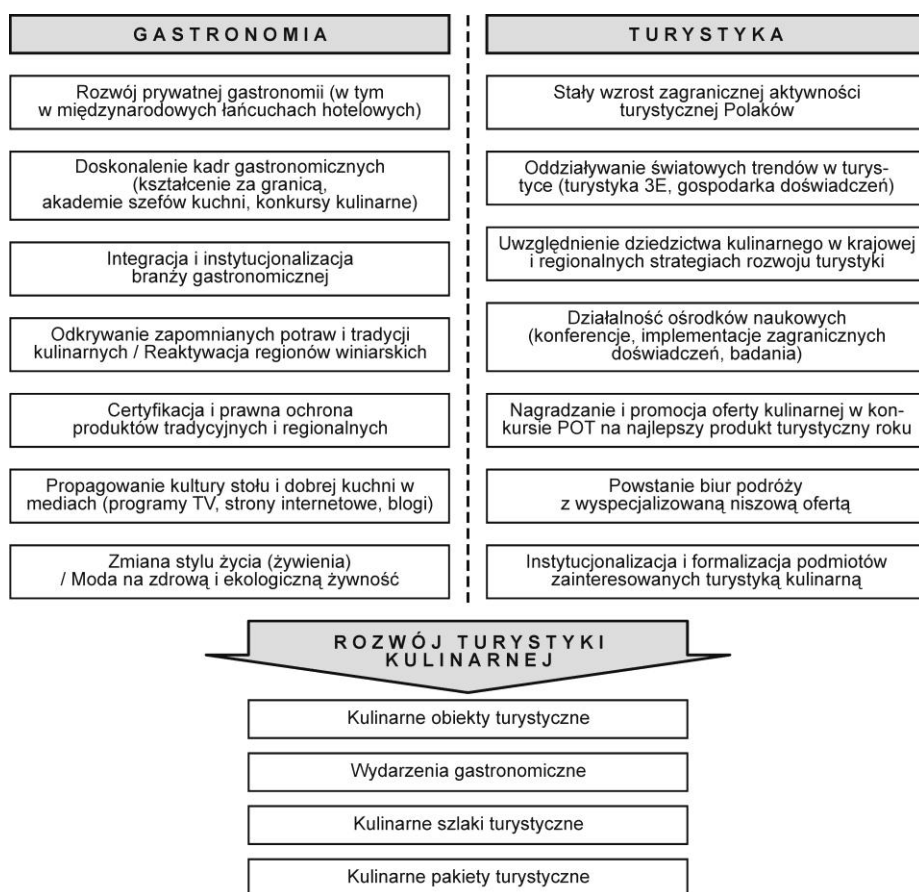 GASTRONOMIA
Rozwój prywatnej gastronomii (w tym
w międzynarodowych łańcuchach hotelowych)
Doskonalenie kadr gastronomicznych
(kształcenie za granicą,
akademie szefów kuchni, konkursy kulinarne)
Integracja i instytucjonalizacja
branży gastronomicznej
Odkrywanie zapomnianych potraw i tradycji
kulinarnych / Reaktywacja regionów winiarskich
Certyfikacja i prawna ochrona
produktów tradycyjnych i regionalnych
Propagowanie kultury stołu i dobrej kuchni w
mediach (programy TV, strony internetowe, blogi)
Zmiana stylu życia (żywienia)
/ Moda na zdrową i ekologiczną żywność
TURYSTYKA
Stały wzrost zagranicznej aktywności
turystycznej Polaków
Oddziaływanie światowych trendów w turys-
tyce (turystyka 3E, gospodarka doświadczeń)
Uwzględnienie dziedzictwa kulinarnego w krajowej
i regionalnych strategiach rozwoju turystyki
Działalność ośrodków naukowych
(konferencje, implementacje zagranicznych
doświadczeń, badania)
Nagradzanie i promocja oferty kulinarnej w kon-
kursie POT na najlepszy produkt turystyczny roku
Powstanie biur podróży
z wyspecjalizowaną niszową ofertą
Instytucjonalizacja i formalizacja podmiotów
zainteresowanych turystyką kulinarną
ROZWÓJ TURYSTYKI
KULINARNEJ
Kulinarne obiekty turystyczne
Wydarzenia gastronomiczne
Kulinarne szlaki turystyczne
Kulinarne pakiety turystyczne